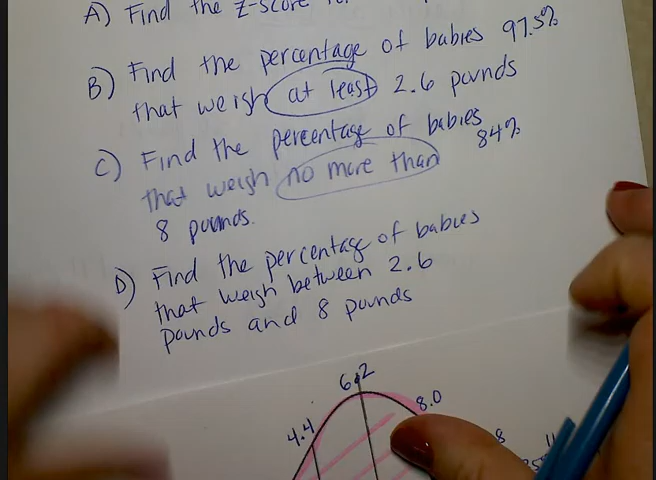 A) Find the z-score
B) Find the percentage of babies 97.5%
that weigh at least 2.6 pounds
C) Find the percentage of babies
84%
that weigh no more than
8 pounds.
D) Find the percentage of babies
that weigh between 2.6
pounds and 8 pounds
6.2
8.0
4.4
8